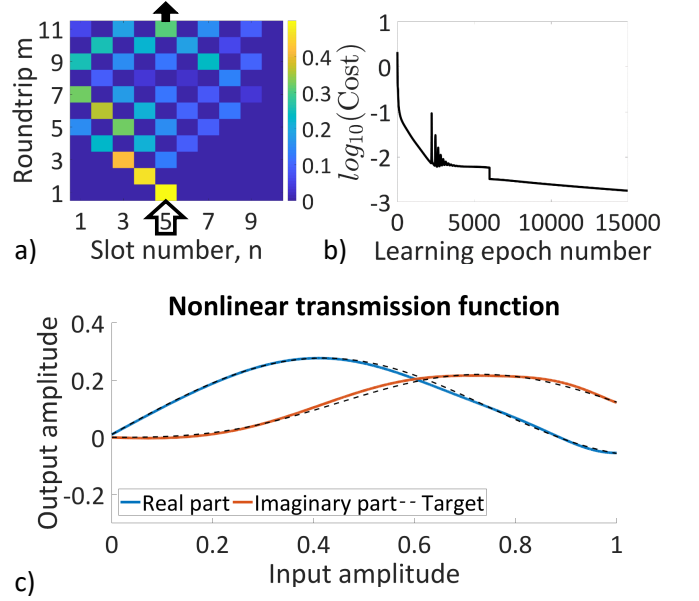 11
9
7
5
3
1
Roundtrip m
1 3 5 7 9
Slot number, n
0.5
0.4
0.3
0.2
0.1
0
a)
1
0
-1
-2
-3
log10(Cost)
0 5000 10000 15000
Learning epoch number
b)
Nonlinear transmission function
0.4
0.2
0
-0.2
Output amplitude
Real part Imaginary part Target
0 0.2 0.4 0.6 0.8 1
Input amplitude
c)